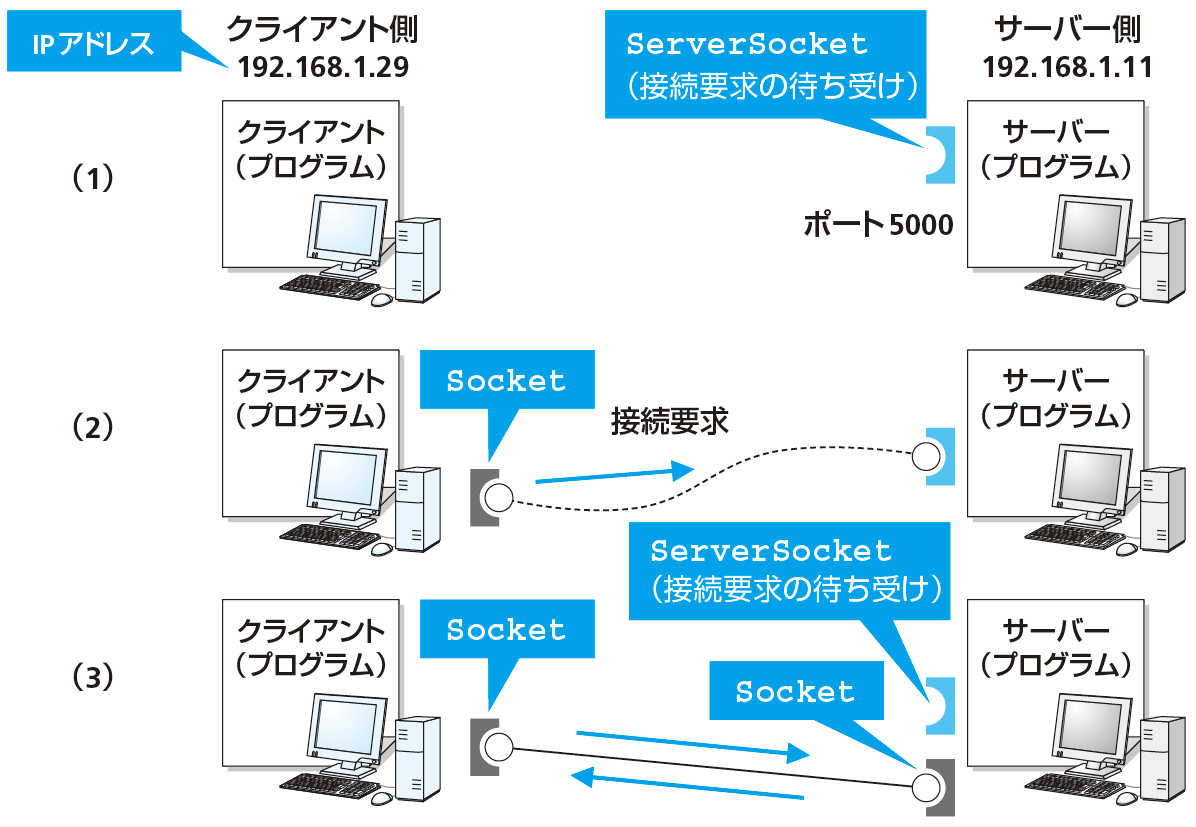 IPアドレス
クライアント側
192.168.1.29
ServerSocket
（接続要求の待ち受け）
サーバー側
192.168.1.11
（1）
クライアント
（プログラム）
ポート5000
サーバー
（プログラム）
（2）
クライアント
（プログラム）
Socket
接続要求
サーバー
（プログラム）
（3）
クライアント
（プログラム）
Socket
ServerSocket
（接続要求の待ち受け）
Socket
サーバー
（プログラム）